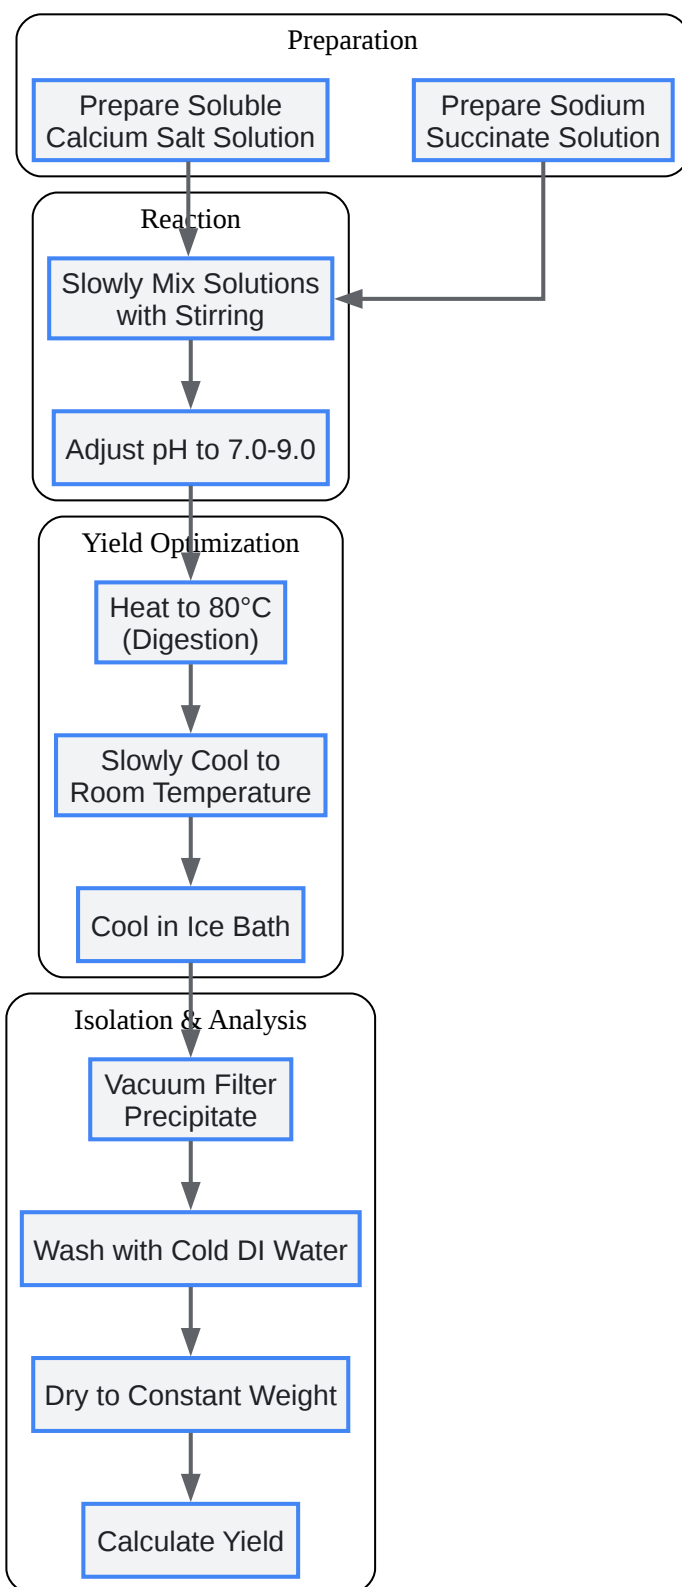 Preparation
Prepare Soluble
Calcium Salt Solution
Prepare Sodium
Succinate Solution
Reaction
Slowly Mix Solutions
with Stirring
Adjust pH to 7.0-9.0
Yield Optimization
Heat to 80°C
(Digestion)
Slowly Cool to
Room Temperature
Cool in Ice Bath
Isolation & Analysis
Vacuum Filter
Precipitate
Wash with Cold DI Water
Dry to Constant Weight
Calculate Yield